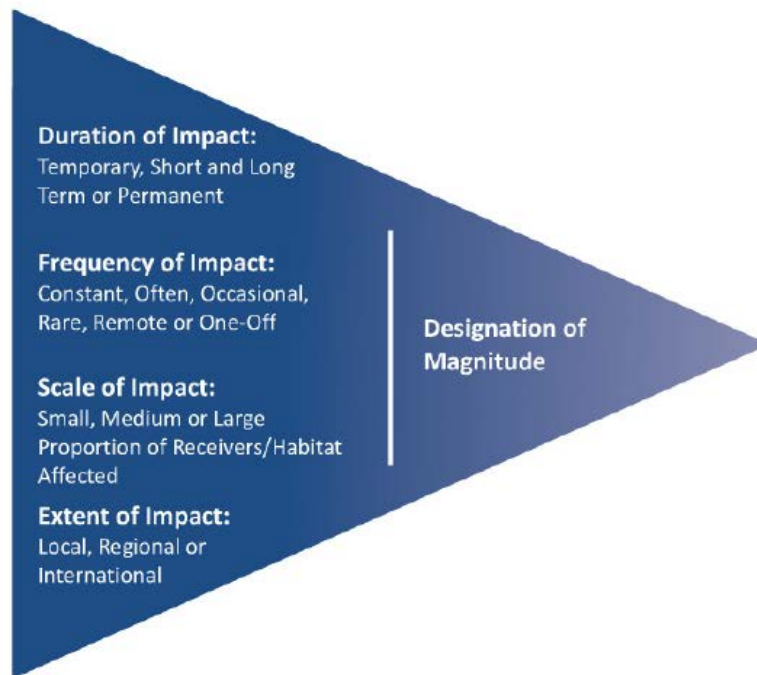 Duration of Impact:
Temporary, Short and Long
Term or Permanent
Frequency of Impact:
Constant, Often, Occasional,
Rare, Remote or One-Off
Scale of Impact:
Small, Medium or Large
Proportion of Receivers/Habitat
Affected
Extent of Impact:
Local, Regional or
International
Designation of
Magnitude